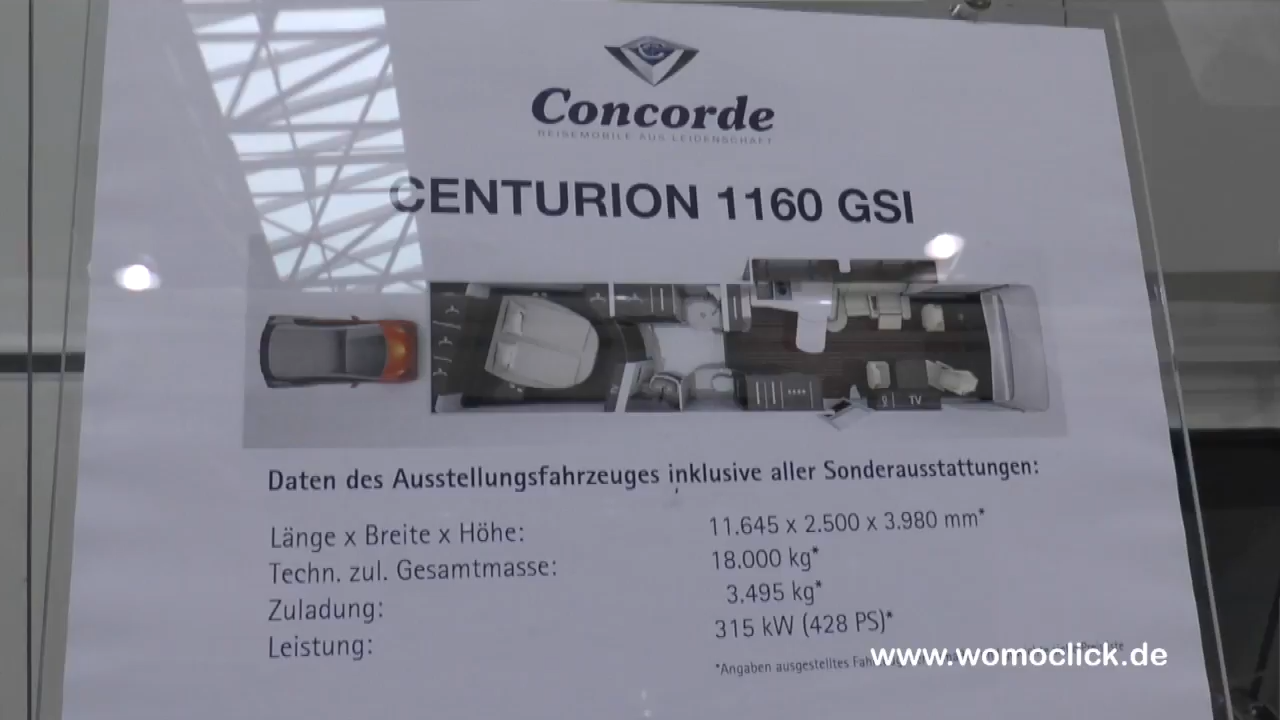 Concorde
REISEMOBILE AUS LEIDENSCHAFT
CENTURION 1160 GSI
TV
Daten des Ausstellungsfahrzeuges inklusive aller Sonderausstattungen:
Länge x Breite x Höhe: 11.645 x 2.500 x 3.980 mm*
Techn. zul. Gesamtmasse: 18.000 kg*
Zuladung: 3.495 kg*
Leistung: 315 kW (428 PS)*
www.womoclick.de
*Angaben ausgestelltes